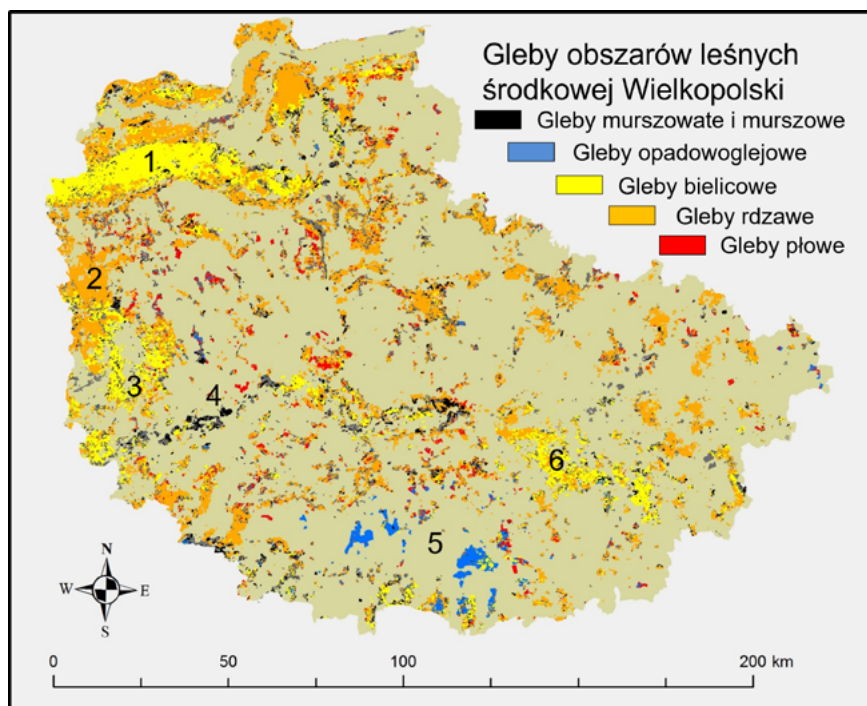 Gleby obszarów leśnych
środkowej Wielkopolski
Gleby murszowate i murszowe
Gleby opadowoglejowe
Gleby bielicowe
Gleby rdzawe
Gleby płowe
1
2
3
4
5
6
N
W E
S
0 50 100 200 km